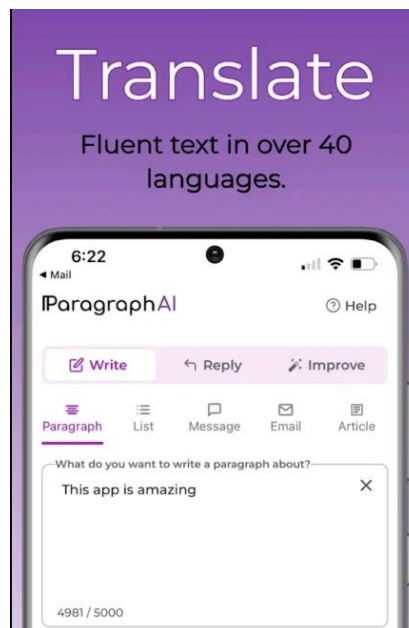 Translate
Fluent text in over 40
languages.
6:22
Mail
ParagraphAI
Help
Write Reply Improve
Paragraph List Message Email Article
What do you want to write a paragraph about?
This app is amazing
4981 / 5000